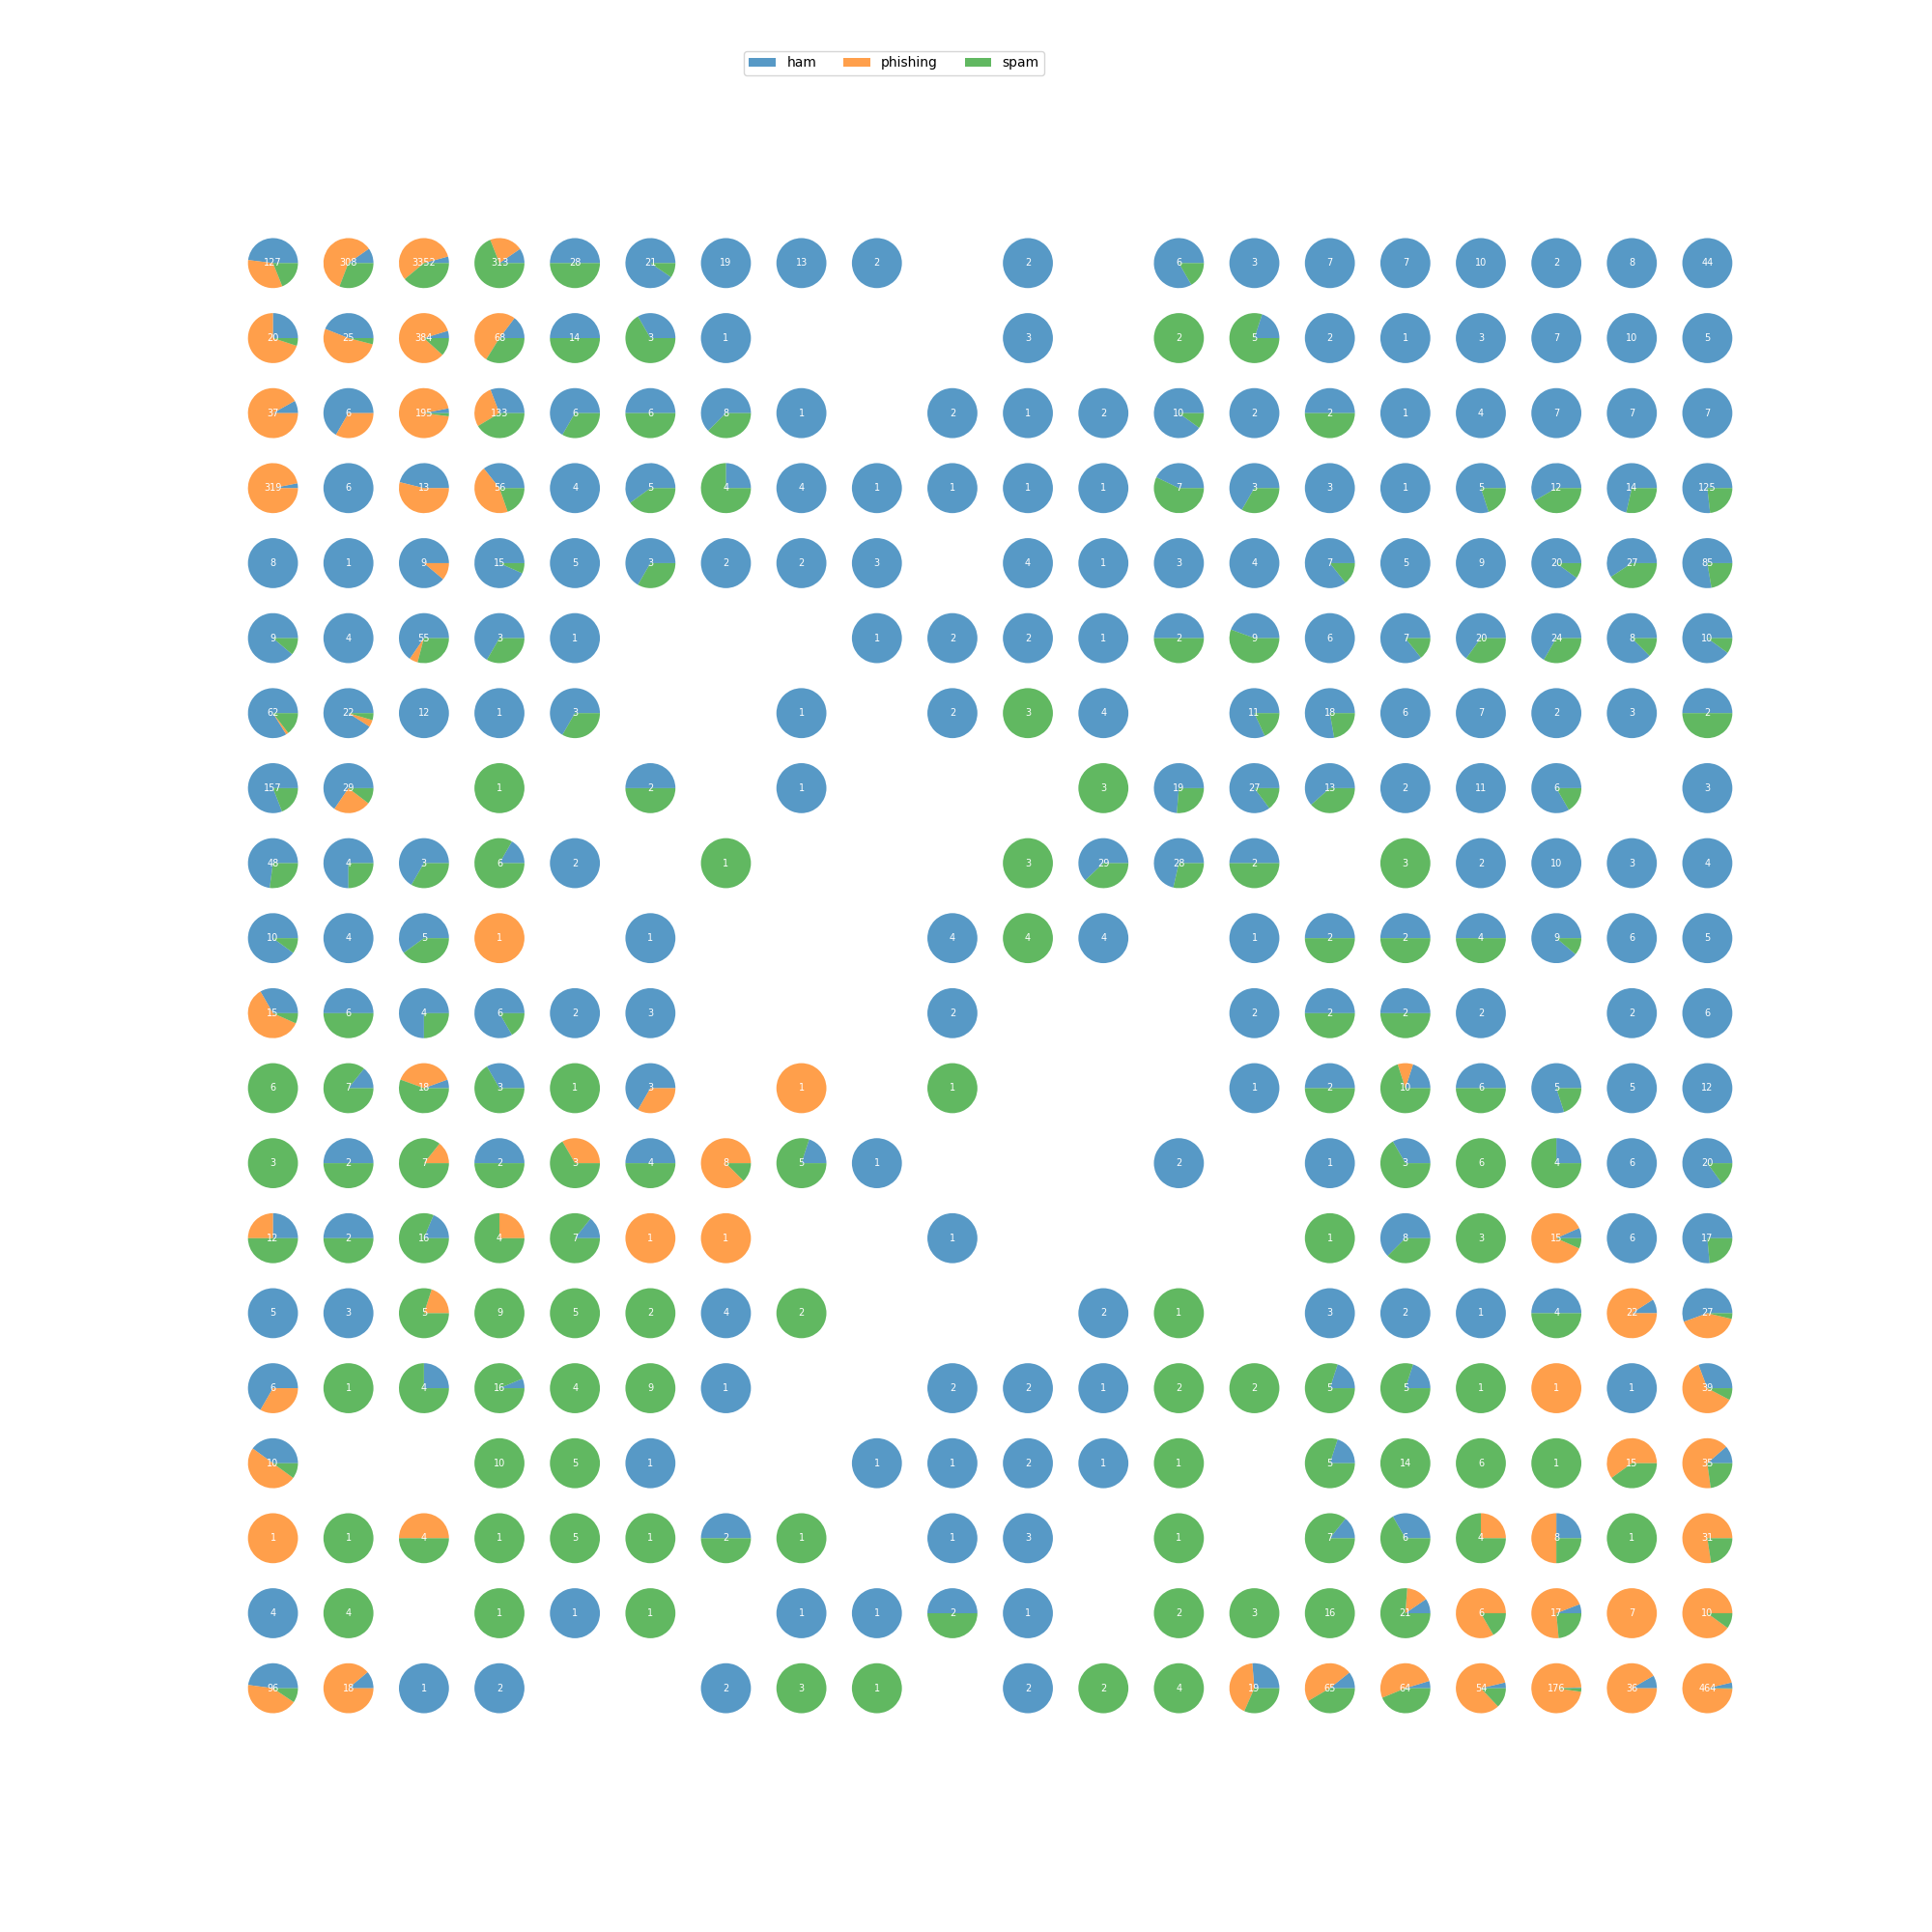 ham phishing spam
127 308 3352 313 28 21 19 13 2 2 6 3 7 7 10 2 8 44
20 25 384 68 14 3 1 3 2 5 2 1 3 7 10 5
37 6 195 133 6 6 8 1 2 1 2 10 2 2 1 4 7 7 7
319 6 13 56 4 5 4 4 1 1 1 1 7 3 3 1 5 12 14 125
8 1 9 15 5 3 2 2 3 4 1 3 4 7 5 9 20 27 85
9 4 55 3 1 1 2 2 1 2 9 6 7 20 24 8 10
62 22 12 1 3 1 2 3 4 11 18 6 7 2 3 2
157 29 1 2 1 3 19 27 13 2 11 6 3
48 4 3 6 2 1 3 29 28 2 3 2 10 3 4
10 4 5 1 1 4 4 4 1 2 2 4 9 6 5
15 6 4 6 2 3 2 2 2 2 2 2 6
6 7 18 3 1 3 1 1 1 2 10 6 5 5 12
3 2 7 2 3 4 8 5 1 2 1 3 6 4 6 20
12 2 16 4 7 1 1 1 1 8 3 15 6 17
5 3 5 9 5 2 4 2 2 1 3 2 1 4 22 27
6 1 4 16 4 9 1 2 2 1 2 2 5 5 1 1 1 39
10 10 5 1 1 1 2 1 1 5 14 6 1 15 35
1 1 4 1 5 1 2 1 1 3 1 7 6 4 8 1 31
4 4 1 1 1 1 1 2 1 2 3 16 21 6 17 7 10
96 18 1 2 2 3 1 2 2 4 19 65 64 54 176 36 464